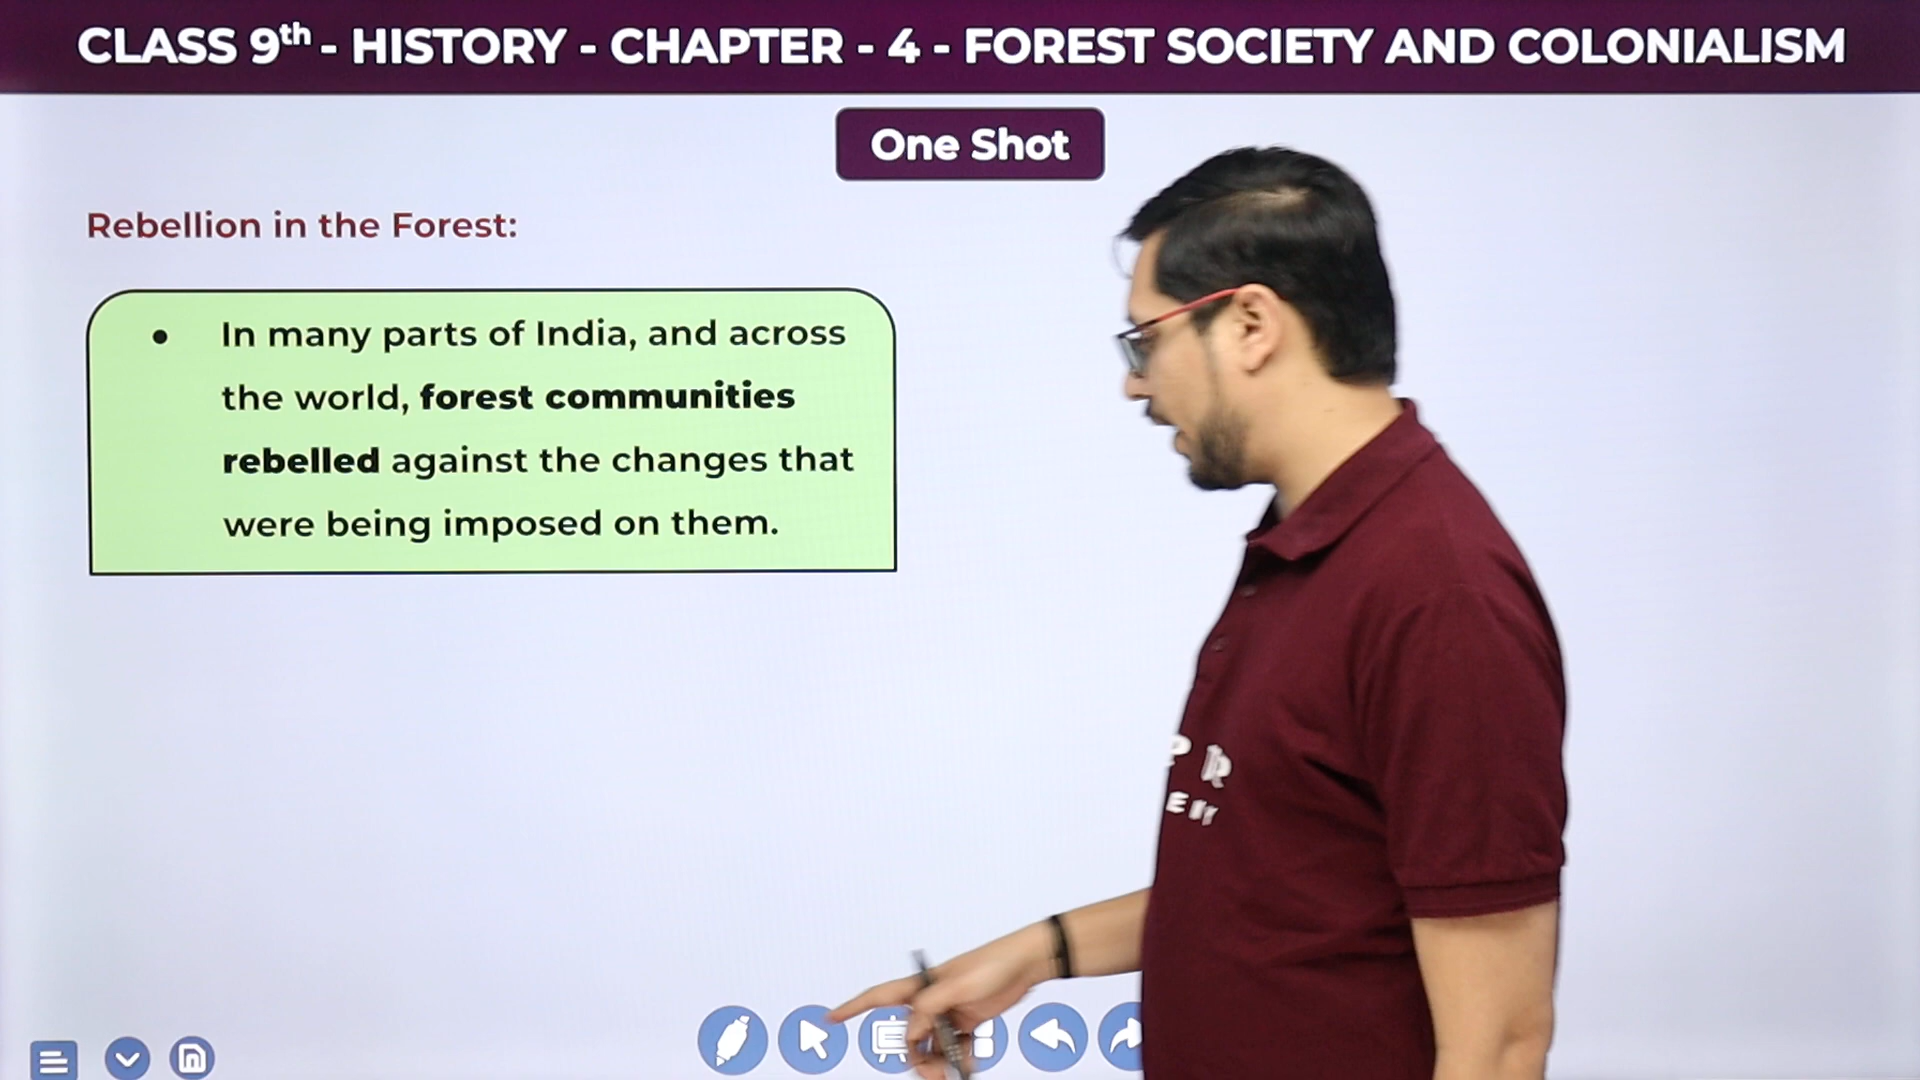 CLASS 9th - HISTORY - CHAPTER - 4 - FOREST SOCIETY AND COLONIALISM
One Shot
Rebellion in the Forest:
● In many parts of India, and across
the world, forest communities
rebelled against the changes that
were being imposed on them.